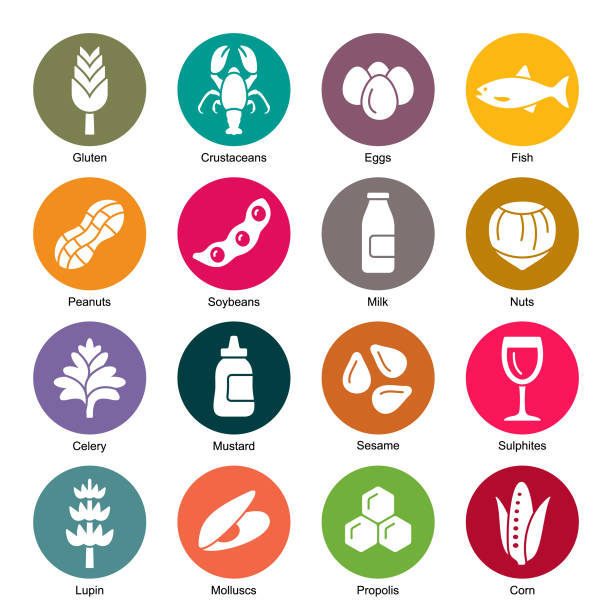 Gluten
Crustaceans
Eggs
Fish
Peanuts
Soybeans
Milk
Nuts
Celery
Mustard
Sesame
Sulphites
Lupin
Molluscs
Propolis
Corn